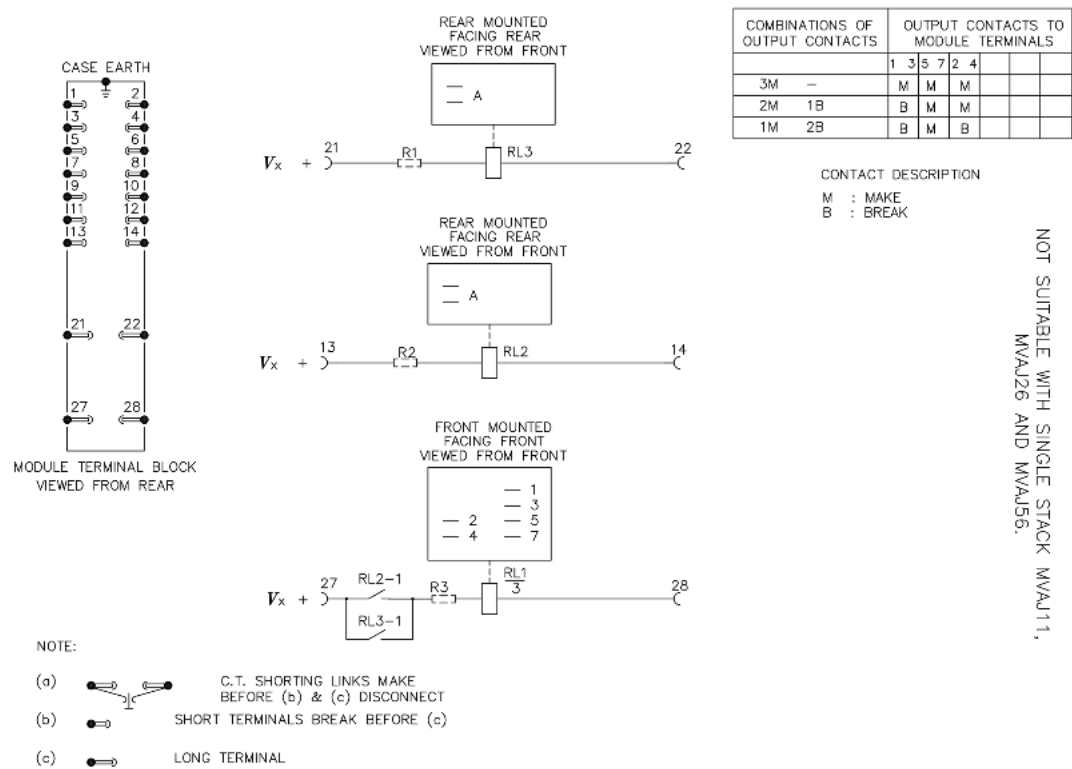 CASE EARTH
1 2
3 4
5 6
7 8
9 10
11 12
13 14
21 22
27 28
MODULE TERMINAL BLOCK
VIEWED FROM REAR
REAR MOUNTED
FACING REAR
VIEWED FROM FRONT
A
Vx + 21 R1 RL3 22
REAR MOUNTED
FACING REAR
VIEWED FROM FRONT
A
Vx + 13 R2 RL2 14
FRONT MOUNTED
FACING FRONT
VIEWED FROM FRONT
1
3
2 5
4 7
Vx + 27 RL2-1 R3 RL1 28
3
RL3-1
COMBINATIONS OF OUTPUT CONTACTS TO
OUTPUT CONTACTS MODULE TERMINALS
1 3 5 7 2 4
3M – M M M
2M 1B B M M
1M 2B B M B
CONTACT DESCRIPTION
M : MAKE
B : BREAK
NOT SUITABLE WITH SINGLE STACK MVAJ11,
MVAJ26 AND MVAJ56.
NOTE:
(a) C.T. SHORTING LINKS MAKE
BEFORE (b) & (c) DISCONNECT
(b) SHORT TERMINALS BREAK BEFORE (c)
(c) LONG TERMINAL